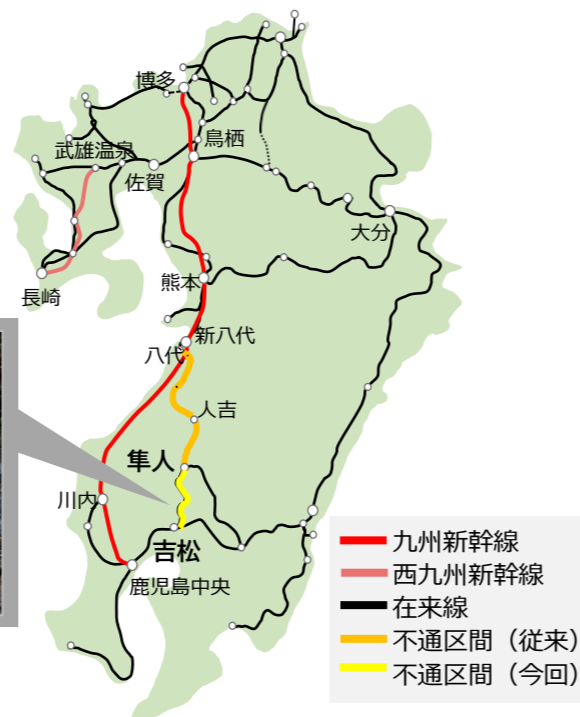 博多
鳥栖
武雄温泉
佐賀
大分
長崎
熊本
新八代
八代
人吉
隼人
川内
吉松
鹿児島中央
九州新幹線
西九州新幹線
在来線
不通区間（従来）
不通区間（今回）